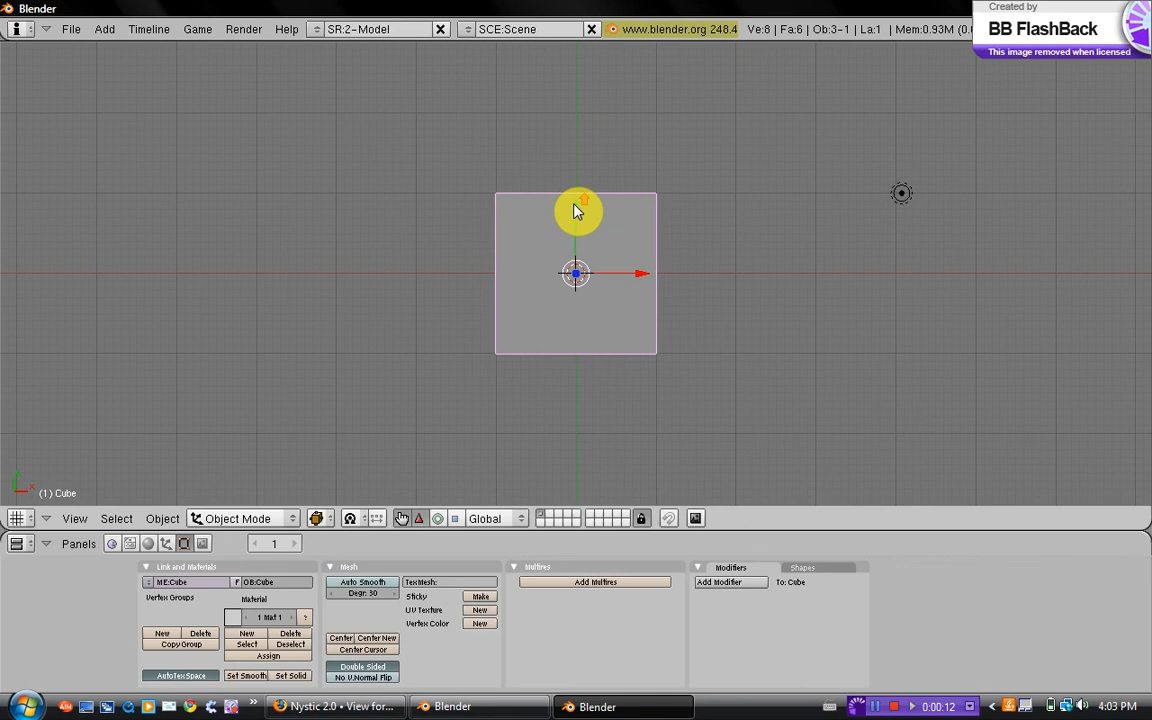 Blender
Created by
BB FlashBack
This image removed when licensed
File Add Timeline Game Render Help SR:2-Model SCE:Scene www.blender.org 248.4 Ve:8 | Fa:6 | Ob:3-1 | La:1 | Mem:0.93M (0.
(1) Cube
View Select Object Object Mode Global
Panels 1
Link and Materials Mesh Multires Modifiers Shapes
ME:Cube F OB:Cube Auto Smooth TexMesh: Add Multires Add Modifier To: Cube
Vertex Groups Material Degr: 30 Sticky Make
UV Texture New
1 Mat 1 ? Vertex Color New
New Delete New Delete Center Center New
Copy Group Select Deselect Center Cursor
Assign
Double Sided
AutoTexSpace Set Smooth Set Solid No V.Normal Flip
Nystic 2.0 • View for... Blender Blender 0:00:12 4:03 PM